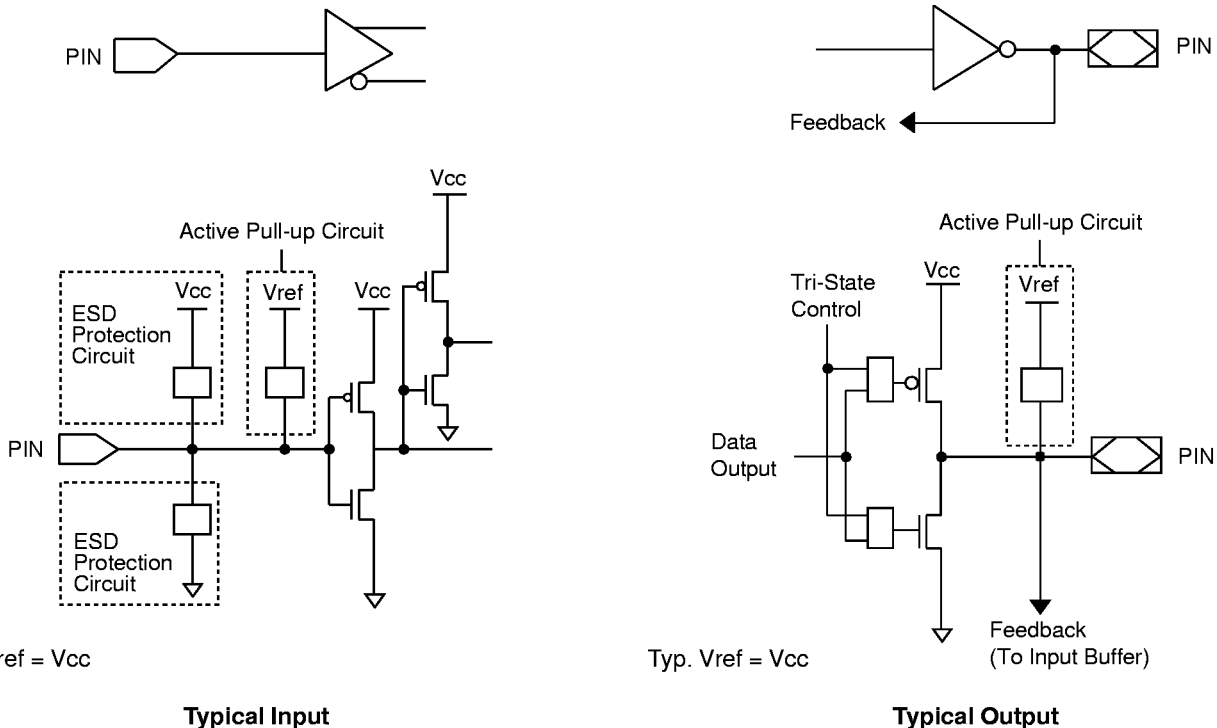 PIN
PIN
Feedback
Vcc
Active Pull-up Circuit
Vcc
Vref
Vcc
ESD
Protection
Circuit
PIN
ESD
Protection
Circuit
ref = Vcc
Typical Input
Active Pull-up Circuit
Tri-State
Control
Vcc
Vref
Data
Output
PIN
Feedback
(To Input Buffer)
Typ. Vref = Vcc
Typical Output